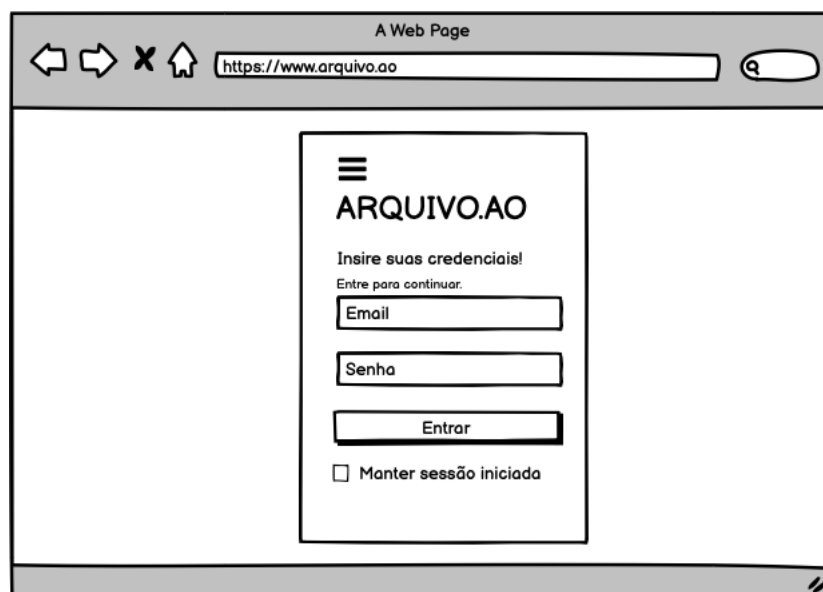 A Web Page
https://www.arquivo.ao
ARQUIVO.AO
Insire suas credenciais!
Entre para continuar.
Email
Senha
Entrar
Manter sessão iniciada